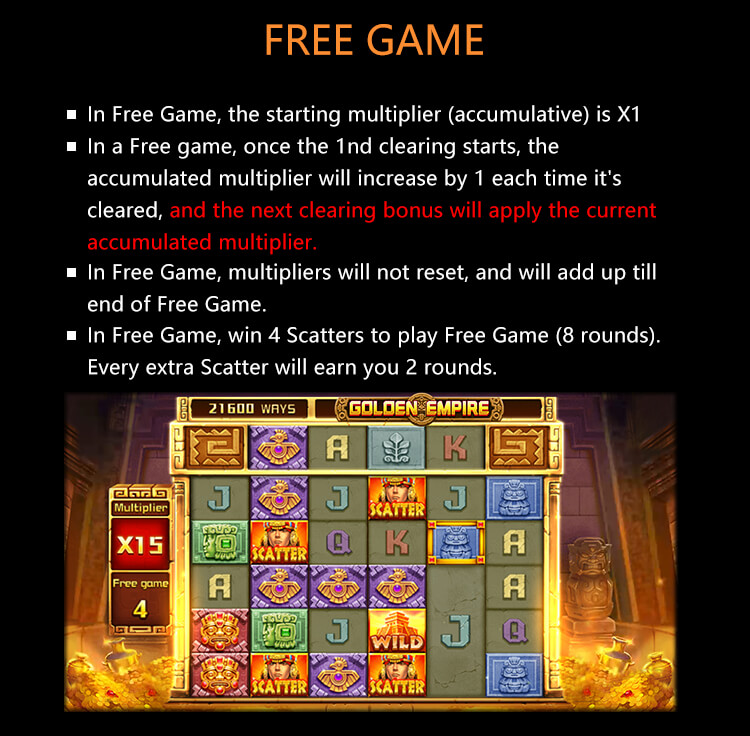 FREE GAME
In Free Game, the starting multiplier (accumulative) is X1
In a Free game, once the 1nd clearing starts, the
accumulated multiplier will increase by 1 each time it's
cleared, and the next clearing bonus will apply the current
accumulated multiplier.
In Free Game, multipliers will not reset, and will add up till
end of Free Game.
In Free Game, win 4 Scatters to play Free Game (8 rounds).
Every extra Scatter will earn you 2 rounds.
21600 WAYS GOLDEN EMPIRE
A K
J J J
Multiplier SCATTER
X15 SCATTER Q K A
Free game A A
4 J WILD J Q
SCATTER SCATTER